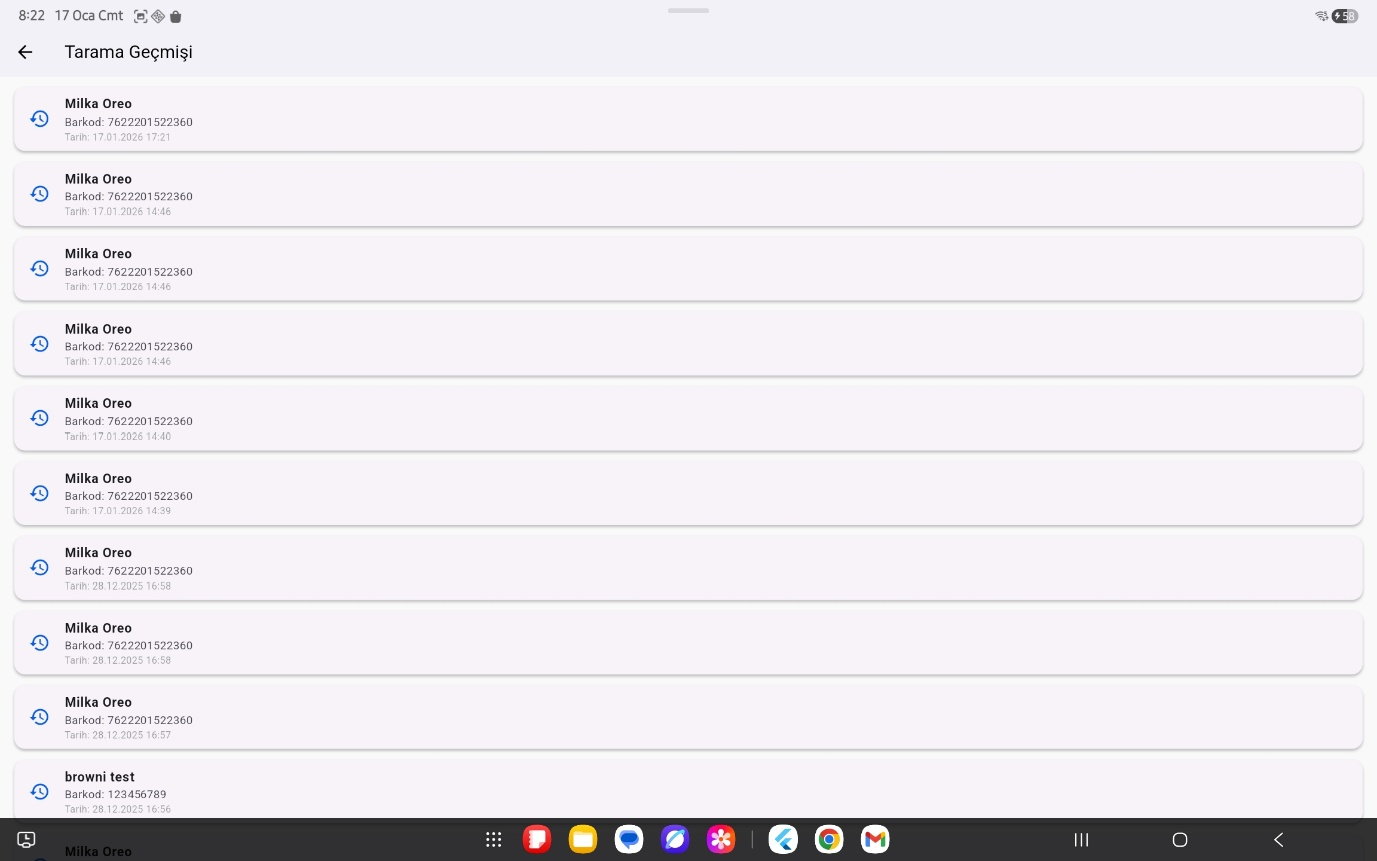 8:22 17 Oca Cmt
58
Tarama Geçmişi
Milka Oreo
Barkod: 7622201522360
Tarih: 17.01.2026 17:21
Milka Oreo
Barkod: 7622201522360
Tarih: 17.01.2026 14:46
Milka Oreo
Barkod: 7622201522360
Tarih: 17.01.2026 14:46
Milka Oreo
Barkod: 7622201522360
Tarih: 17.01.2026 14:46
Milka Oreo
Barkod: 7622201522360
Tarih: 17.01.2026 14:40
Milka Oreo
Barkod: 7622201522360
Tarih: 17.01.2026 14:39
Milka Oreo
Barkod: 7622201522360
Tarih: 28.12.2025 16:58
Milka Oreo
Barkod: 7622201522360
Tarih: 28.12.2025 16:58
Milka Oreo
Barkod: 7622201522360
Tarih: 28.12.2025 16:57
browni test
Barkod: 123456789
Tarih: 28.12.2025 16:56
Milka Oreo